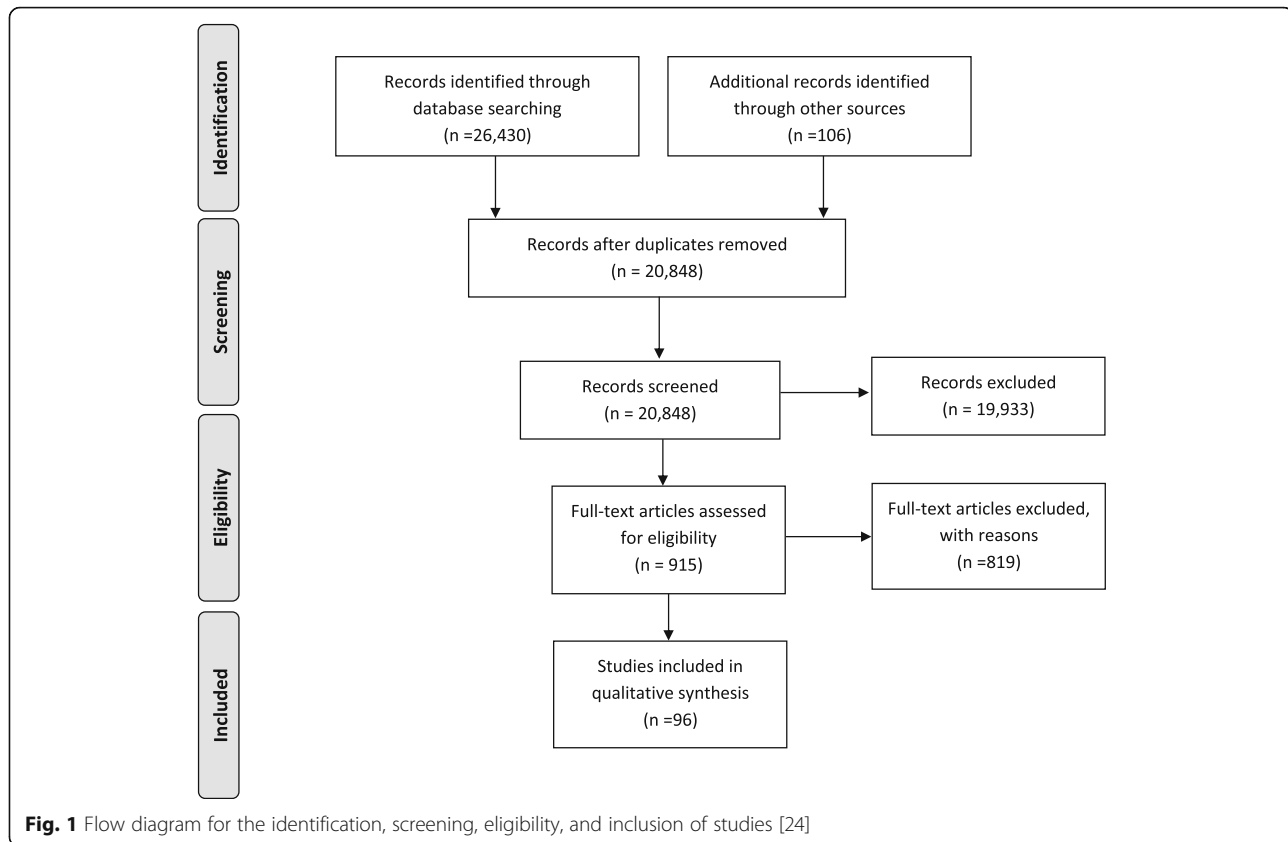 Identification
Records identified through
database searching
(n =26,430)
Additional records identified
through other sources
(n =106)
Screening
Records after duplicates removed
(n = 20,848)
Records screened
(n = 20,848)
Records excluded
(n = 19,933)
Eligibility
Full-text articles assessed
for eligibility
(n = 915)
Full-text articles excluded,
with reasons
(n =819)
Included
Studies included in
qualitative synthesis
(n =96)
Fig. 1 Flow diagram for the identification, screening, eligibility, and inclusion of studies [24]